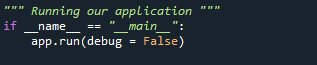 """ Running our application """
if __name__ == "__main__":
    app.run(debug = False)